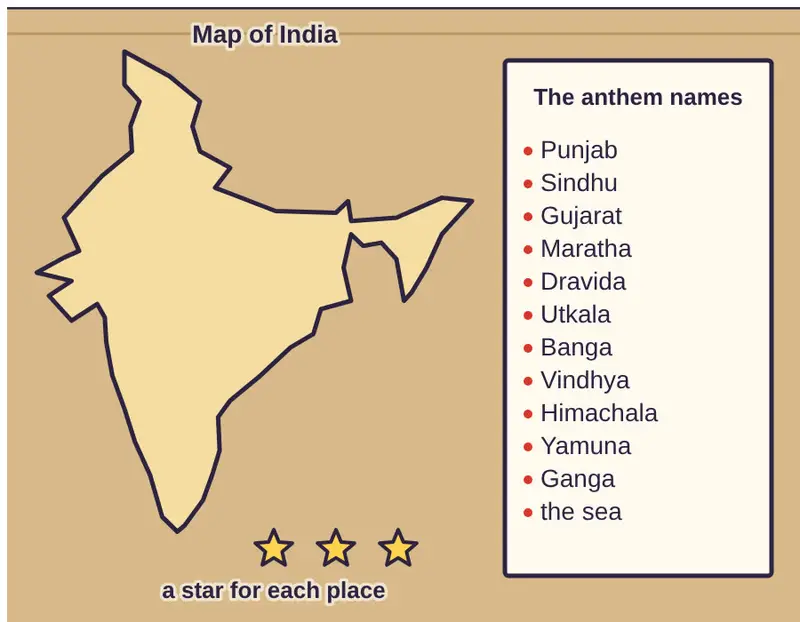 Map of India
The anthem names
Punjab
Sindhu
Gujarat
Maratha
Dravida
Utkala
Banga
Vindhya
Himachala
Yamuna
Ganga
the sea
a star for each place